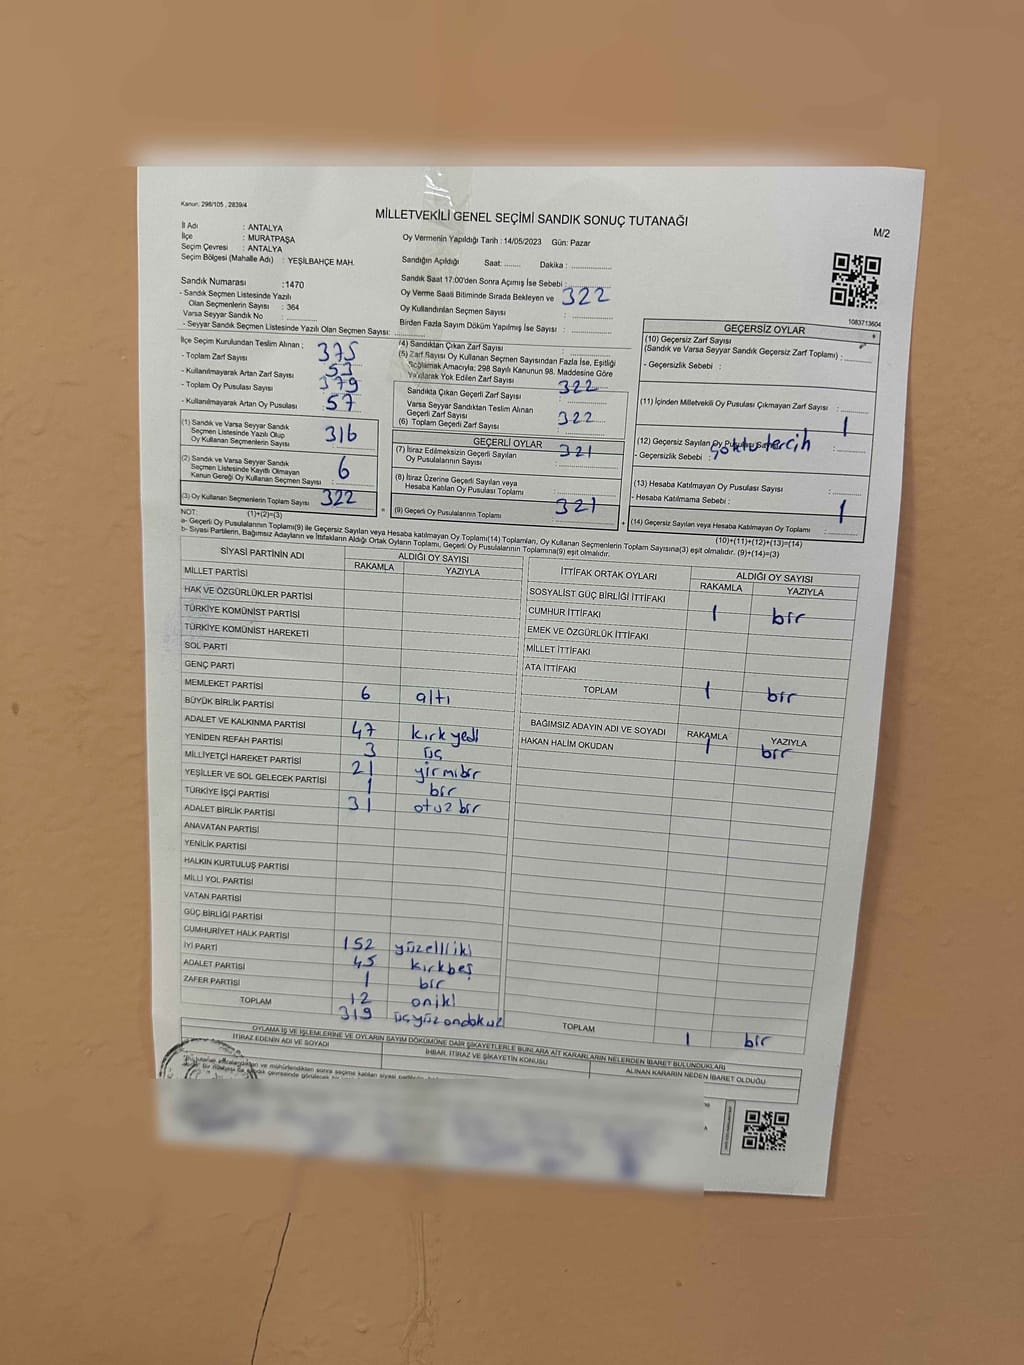 Kanun: 298/105 , 2839/4
MİLLETVEKİLİ GENEL SEÇİMİ SANDIK SONUÇ TUTANAĞI
M/2
İl Adı : ANTALYA
İlçe : MURATPAŞA
Seçim Çevresi : ANTALYA
Seçim Bölgesi (Mahalle Adı) : YEŞİLBAHÇE MAH.
Oy Vermenin Yapıldığı Tarih : 14/05/2023 Gün: Pazar
Sandığın Açıldığı Saat: ........ Dakika : ................
Sandık Numarası :1470
- Sandık Seçmen Listesinde Yazılı
Olan Seçmenlerin Sayısı : 364
Varsa Seyyar Sandık No : ............
- Seyyar Sandık Seçmen Listesinde Yazılı Olan Seçmen Sayısı: ............
Sandık Saat 17:00'den Sonra Açımış İse Sebebi : ............
Oy Verme Saati Bitiminde Sırada Bekleyen ve 322
Oy Kullandırılan Seçmen Sayısı : ............
Birden Fazla Sayım Döküm Yapılmış İse Sayısı : ............
1083713604
İlçe Seçim Kurulundan Teslim Alınan ; 375
- Toplam Zarf Sayısı :
- Kullanılmayarak Artan Zarf Sayısı : 53
- Toplam Oy Pusulası Sayısı : 379
- Kullanılmayarak Artan Oy Pusulası : 57
(1) Sandık ve Varsa Seyyar Sandık
Seçmen Listesinde Yazılı Olup
Oy Kullanan Seçmenlerin Sayısı : 316
(2) Sandık ve Varsa Seyyar Sandık
Seçmen Listesinde Kayıtlı Olmayan
Kanun Gereği Oy Kullanan Seçmen Sayısı : 6
(3) Oy Kullanan Seçmenlerin Toplam Sayısı : 322
(4) Sandıktan Çıkan Zarf Sayısı : ............
(5) Zarf Sayısı Oy Kullanan Seçmen Sayısından Fazla İse, Eşitliği
Sağlamak Amacıyla; 298 Sayılı Kanunun 98. Maddesine Göre
Yakılarak Yok Edilen Zarf Sayısı : 322
Sandıkta Çıkan Geçerli Zarf Sayısı :
Varsa Seyyar Sandıktan Teslim Alınan
Geçerli Zarf Sayısı : 322
(6) Toplam Geçerli Zarf Sayısı :
GEÇERLİ OYLAR
(7) İtiraz Edilmeksizin Geçerli Sayılan 321
Oy Pusulalarının Sayısı :
(8) İtiraz Üzerine Geçerli Sayılan veya
Hesaba Katılan Oy Pusulası Toplamı :
(9) Geçerli Oy Pusulalarının Toplamı : 321
GEÇERSİZ OYLAR
(10) Geçersiz Zarf Sayısı
(Sandık ve Varsa Seyyar Sandık Geçersiz Zarf Toplamı) : ............
- Geçersizlik Sebebi :
(11) İçinden Milletvekili Oy Pusulası Çıkmayan Zarf Sayısı : ............
1
(12) Geçersiz Sayılan Oy Pusulası Sayısı : ............
- Geçersizlik Sebebi : tercih
(13) Hesaba Katılmayan Oy Pusulası Sayısı : ............
- Hesaba Katılmama Sebebi : 1
(14) Geçersiz Sayılan veya Hesaba Katılmayan Oy Toplamı : ............
NOT: (1)+(2)=(3)
(10)+(11)+(12)+(13)=(14)
a- Geçerli Oy Pusulalarının Toplamı(9) İle Geçersiz Sayılan veya Hesaba katılmayan Oy Toplamı(14) Toplamları, Oy Kullanan Seçmenlerin Toplam Sayısına(3) eşit olmalıdır. (9)+(14)=(3)
b- Siyasi Partilerin, Bağımsız Adayların ve İttifakların Aldığı Ortak Oyların Toplamı, Geçerli Oy Pusulalarının Toplamına(9) eşit olmalıdır.
SİYASİ PARTİNİN ADI ALDIĞI OY SAYISI
RAKAMLA YAZIYLA
MİLLET PARTİSİ
HAK VE ÖZGÜRLÜKLER PARTİSİ
TÜRKİYE KOMÜNİST PARTİSİ
TÜRKİYE KOMÜNİST HAREKETİ
SOL PARTİ
GENÇ PARTİ
MEMLEKET PARTİSİ 6 altı
BÜYÜK BİRLİK PARTİSİ
ADALET VE KALKINMA PARTİSİ 47 kırkyedi
YENİDEN REFAH PARTİSİ 3 üç
MİLLİYETÇİ HAREKET PARTİSİ 21 yirmibir
YEŞİLLER VE SOL GELECEK PARTİSİ 1 bir
TÜRKİYE İŞÇİ PARTİSİ 31 otuzbir
ADALET BİRLİK PARTİSİ
ANAVATAN PARTİSİ
YENİLİK PARTİSİ
HALKIN KURTULUŞ PARTİSİ
MİLLİ YOL PARTİSİ
VATAN PARTİSİ
GÜÇ BİRLİĞİ PARTİSİ
CUMHURİYET HALK PARTİSİ 152 yüzelliiki
İYİ PARTİ 45 kırkbeş
ADALET PARTİSİ 1 bir
ZAFER PARTİSİ 12 oniki
TOPLAM 319 üçyüzondokuz
İTTİFAK ORTAK OYLARI ALDIĞI OY SAYISI
RAKAMLA YAZIYLA
SOSYALİST GÜÇ BİRLİĞİ İTTİFAKI
CUMHUR İTTİFAKI 1 bir
EMEK VE ÖZGÜRLÜK İTTİFAKI
MİLLET İTTİFAKI
ATA İTTİFAKI
TOPLAM 1 bir
BAĞIMSIZ ADAYIN ADI VE SOYADI RAKAMLA YAZIYLA
HAKAN HALİM OKUDAN 1 bir
TOPLAM 1 bir
OYLAMA İŞ VE İŞLEMLERİNE VE OYLARIN SAYIM DÖKÜMÜNE DAİR ŞİKAYETLERLE BUNLARA AİT KARARLARIN NELERDEN İBARET BULUNDUKLARI
İTİRAZ EDENİN ADI VE SOYADI İHBAR, İTİRAZ VE ŞİKAYETİN KONUSU ALINAN KARARIN NEDEN İBARET OLDUĞU